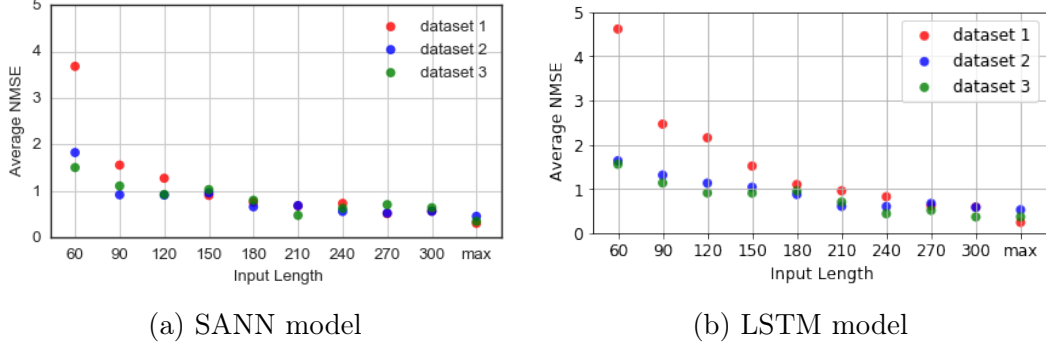 5
4
3
2
1
0
Average NMSE
dataset 1
dataset 2
dataset 3
60 90 120 150 180 210 240 270 300 max
Input Length
(a) SANN model
5
4
3
2
1
0
Average NMSE
dataset 1
dataset 2
dataset 3
60 90 120 150 180 210 240 270 300 max
Input Length
(b) LSTM model